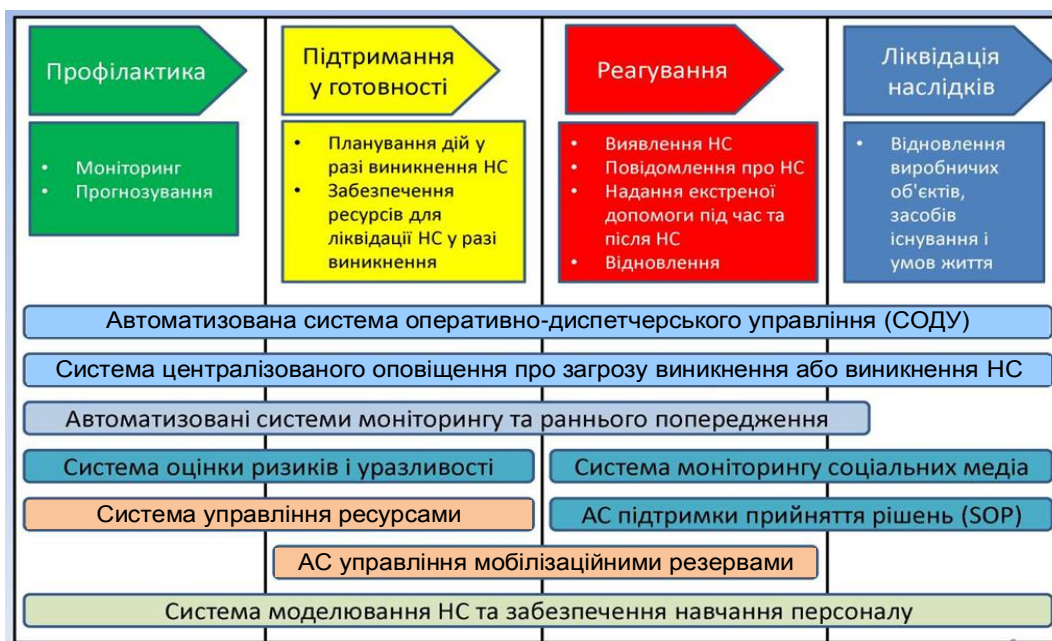 Профілактика
Підтримання
у готовності
Реагування
Ліквідація
наслідків
• Моніторинг
• Прогнозування
• Планування дій у
разі виникнення НС
• Забезпечення
ресурсів для
ліквідації НС у разі
виникнення
• Виявлення НС
• Повідомлення про НС
• Надання екстреної
допомоги під час та
після НС
• Відновлення
• Відновлення
виробничих
об'єктів,
засобів
існування і
умов життя
Автоматизована система оперативно-диспетчерського управління (СОДУ)
Система централізованого оповіщення про загрозу виникнення або виникнення НС
Автоматизовані системи моніторингу та раннього попередження
Система оцінки ризиків і уразливості
Система моніторингу соціальних медіа
Система управління ресурсами
АС підтримки прийняття рішень (SOP)
АС управління мобілізаційними резервами
Система моделювання НС та забезпечення навчання персоналу